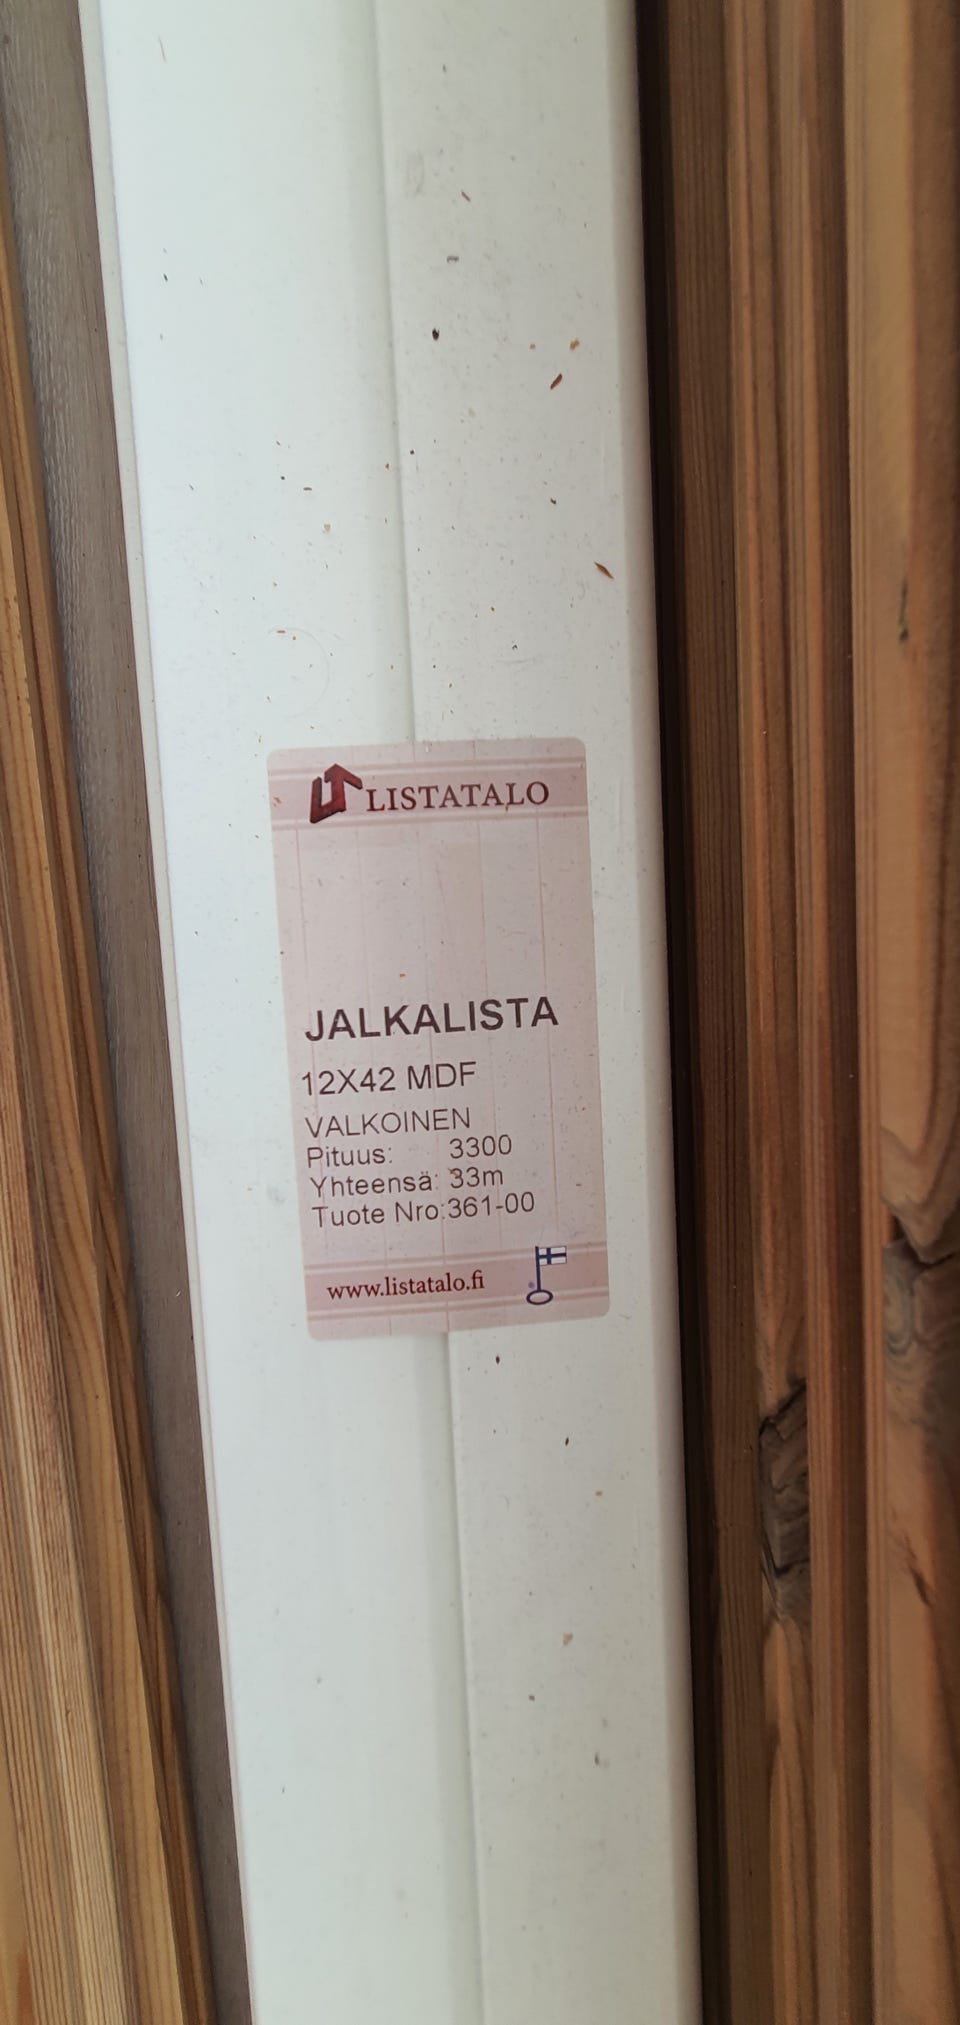 LISTATALO
JALKALISTA
12X42 MDF
VALKOINEN
Pituus: 3300
Yhteensä: 33m
Tuote Nro:361-00
www.listatalo.fi